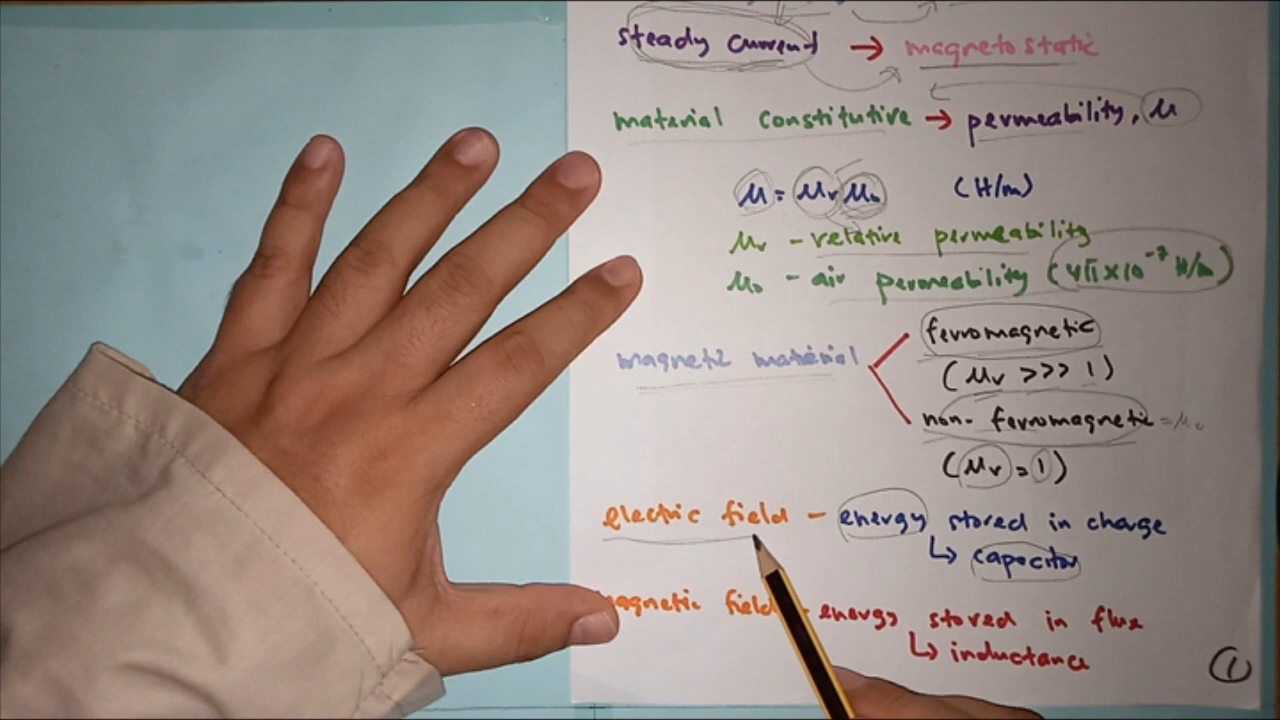 steady current → magnetostatic
material constitutive → permeability, μ
μ = μr μo (H/m)
μr - relative permeability
μo - air permeability (4π×10⁻⁷ H/m)
magnetic material
ferromagnetic
(μr >>> 1)
non-ferromagnetic = μo
(μr = 1)
electric field - energy stored in charge
↳ capacitor
magnetic field - energy stored in flux
↳ inductance
1